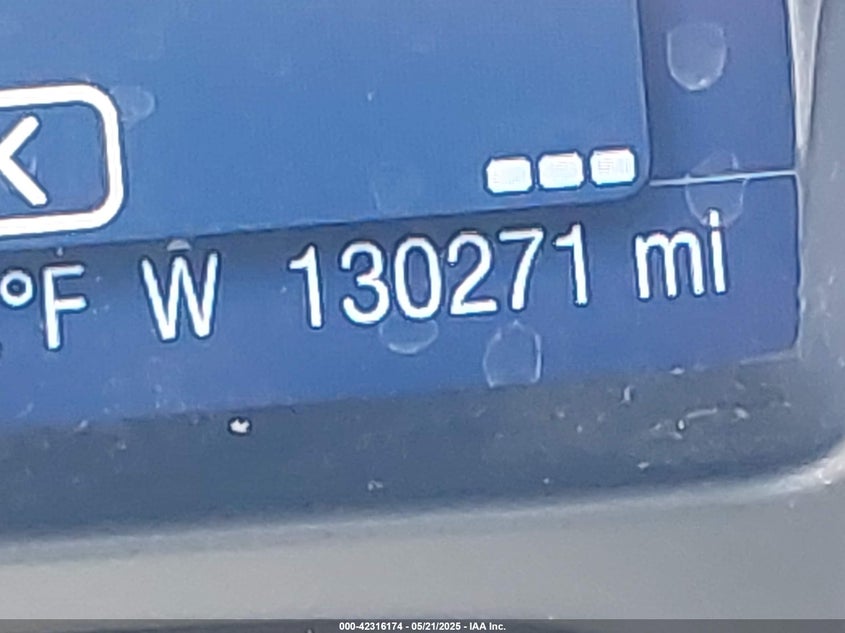 °F W 130271 mi
000-42316174 - 05/21/2025 - IAA Inc.